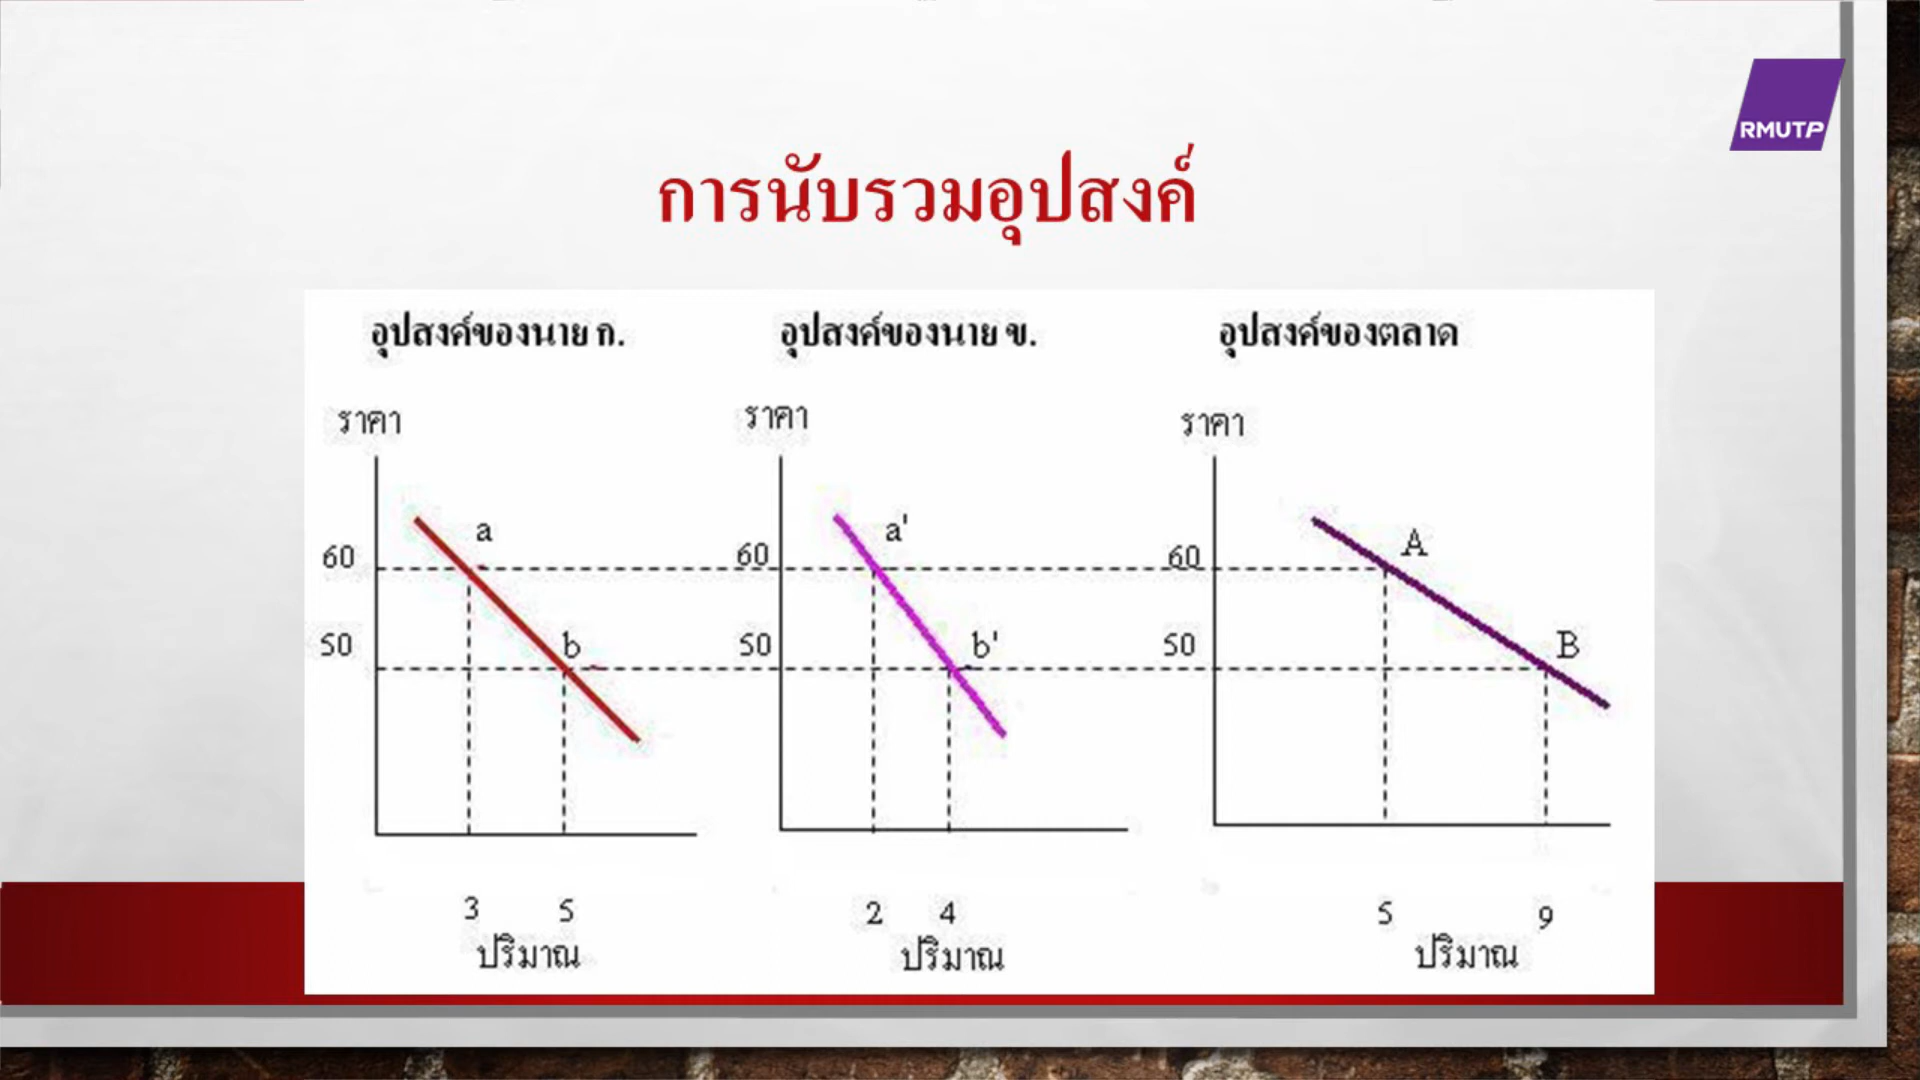 RMUTP
การนับรวมอุปสงค์
อุปสงค์ของนาย ก.
อุปสงค์ของนาย ข.
อุปสงค์ของตลาด
ราคา
ราคา
ราคา
a
a'
A
60
60
60
b
b'
B
50
50
50
3
5
2
4
5
9
ปริมาณ
ปริมาณ
ปริมาณ